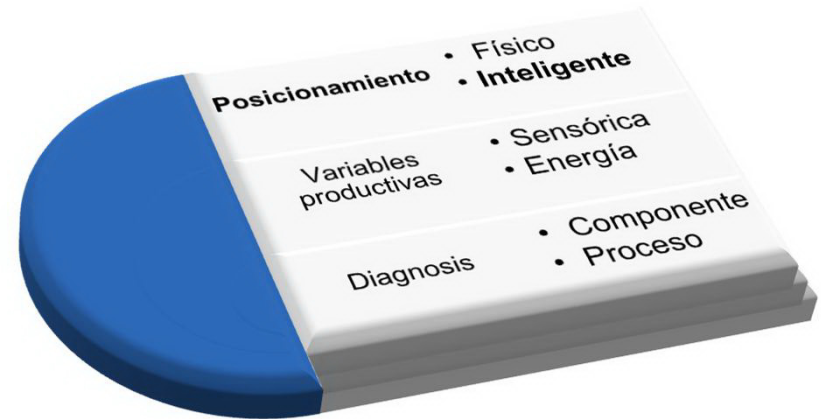 Posicionamiento
• Físico
• Inteligente
Variables
productivas
• Sensórica
• Energía
Diagnosis
• Componente
• Proceso